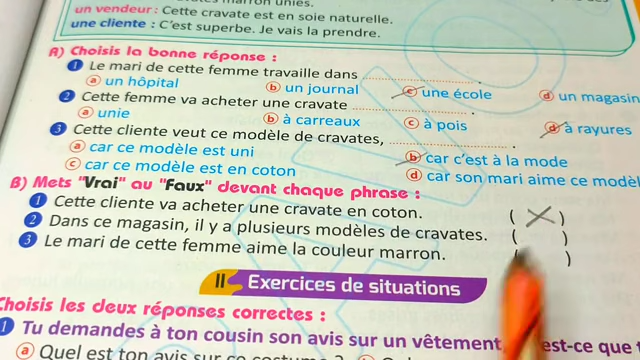 marron unies.
un vendeur : Cette cravate est en soie naturelle.
une cliente : C'est superbe. Je vais la prendre.
A) Choisis la bonne réponse :
1 Le mari de cette femme travaille dans ........................ .
a un hôpital b un journal c une école d un magasin
2 Cette femme va acheter une cravate ........................ .
a unie b à carreaux c à pois d à rayures
3 Cette cliente veut ce modèle de cravates, ........................ .
a car ce modèle est uni b car c'est à la mode
c car ce modèle est en coton d car son mari aime ce modèl
B) Mets "Vrai" au "Faux" devant chaque phrase :
1 Cette cliente va acheter une cravate en coton. ( X )
2 Dans ce magasin, il y a plusieurs modèles de cravates. ( )
3 Le mari de cette femme aime la couleur marron. ( )
II Exercices de situations
Choisis les deux réponses correctes :
1 Tu demandes à ton cousin son avis sur un vêtement est-ce que
a Quel est ton avis sur ce costume ?